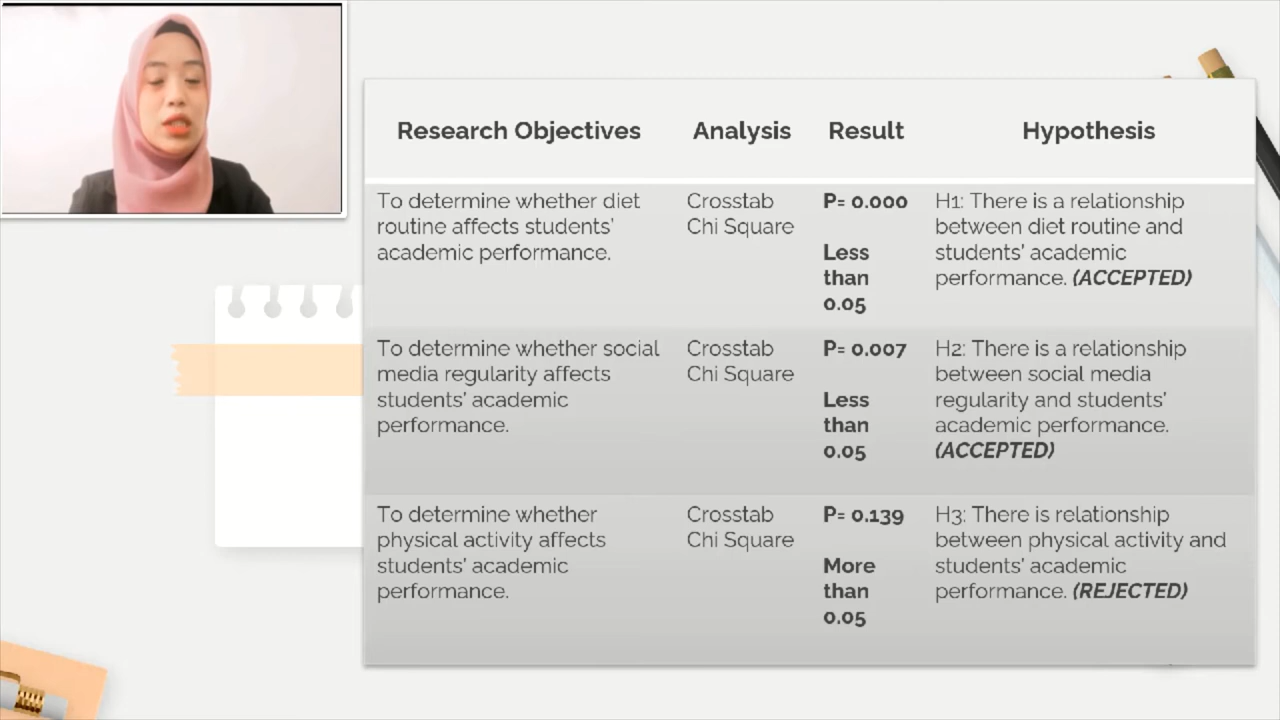 Research Objectives Analysis Result Hypothesis
To determine whether diet
routine affects students'
academic performance.
Crosstab
Chi Square
P= 0.000
Less
than
0.05
H1: There is a relationship
between diet routine and
students' academic
performance. (ACCEPTED)
To determine whether social
media regularity affects
students' academic
performance.
Crosstab
Chi Square
P= 0.007
Less
than
0.05
H2: There is a relationship
between social media
regularity and students'
academic performance.
(ACCEPTED)
To determine whether
physical activity affects
students' academic
performance.
Crosstab
Chi Square
P= 0.139
More
than
0.05
H3: There is relationship
between physical activity and
students' academic
performance. (REJECTED)